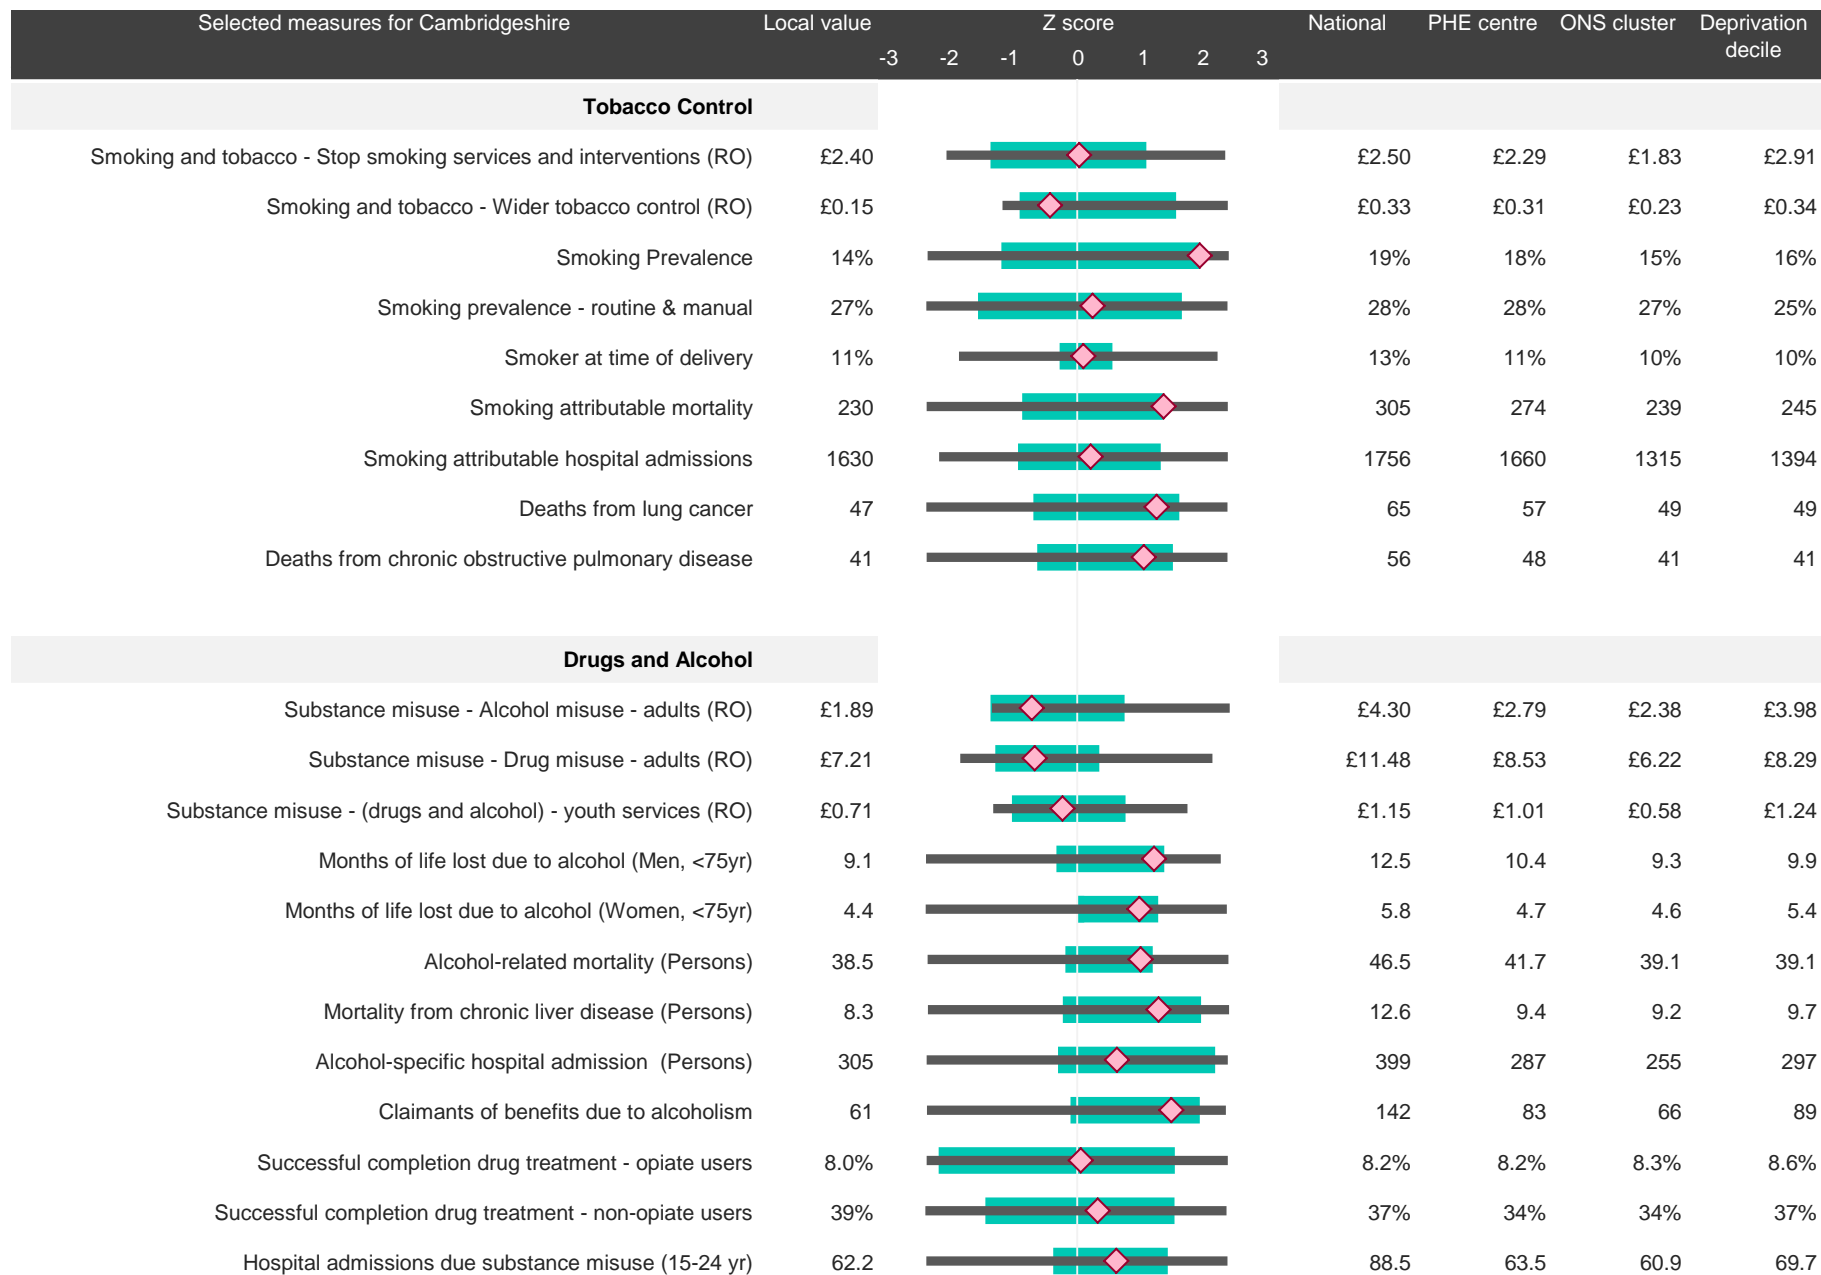 Selected measures for Cambridgeshire Local value Z score National PHE centre ONS cluster Deprivation decile
-3 -2 -1 0 1 2 3
Tobacco Control
Smoking and tobacco - Stop smoking services and interventions (RO) £2.40 £2.50 £2.29 £1.83 £2.91
Smoking and tobacco - Wider tobacco control (RO) £0.15 £0.33 £0.31 £0.23 £0.34
Smoking Prevalence 14% 19% 18% 15% 16%
Smoking prevalence - routine & manual 27% 28% 28% 27% 25%
Smoker at time of delivery 11% 13% 11% 10% 10%
Smoking attributable mortality 230 305 274 239 245
Smoking attributable hospital admissions 1630 1756 1660 1315 1394
Deaths from lung cancer 47 65 57 49 49
Deaths from chronic obstructive pulmonary disease 41 56 48 41 41
Drugs and Alcohol
Substance misuse - Alcohol misuse - adults (RO) £1.89 £4.30 £2.79 £2.38 £3.98
Substance misuse - Drug misuse - adults (RO) £7.21 £11.48 £8.53 £6.22 £8.29
Substance misuse - (drugs and alcohol) - youth services (RO) £0.71 £1.15 £1.01 £0.58 £1.24
Months of life lost due to alcohol (Men, <75yr) 9.1 12.5 10.4 9.3 9.9
Months of life lost due to alcohol (Women, <75yr) 4.4 5.8 4.7 4.6 5.4
Alcohol-related mortality (Persons) 38.5 46.5 41.7 39.1 39.1
Mortality from chronic liver disease (Persons) 8.3 12.6 9.4 9.2 9.7
Alcohol-specific hospital admission (Persons) 305 399 287 255 297
Claimants of benefits due to alcoholism 61 142 83 66 89
Successful completion drug treatment - opiate users 8.0% 8.2% 8.2% 8.3% 8.6%
Successful completion drug treatment - non-opiate users 39% 37% 34% 34% 37%
Hospital admissions due substance misuse (15-24 yr) 62.2 88.5 63.5 60.9 69.7